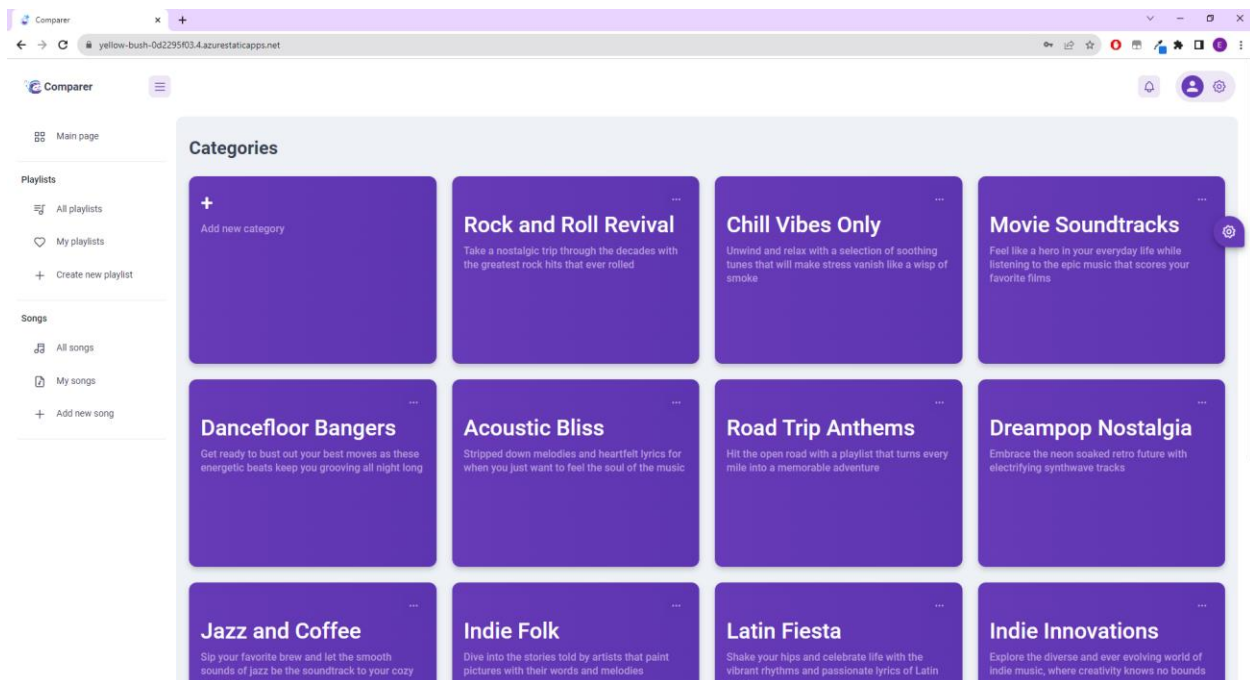 Comparer
yellow-bush-0d2295f03.4.azurestaticapps.net
E
Comparer
Main page
Playlists
All playlists
My playlists
Create new playlist
Songs
All songs
My songs
Add new song
Categories
Add new category
Rock and Roll Revival
Take a nostalgic trip through the decades with
the greatest rock hits that ever rolled
Chill Vibes Only
Unwind and relax with a selection of soothing
tunes that will make stress vanish like a wisp of
smoke
Movie Soundtracks
Feel like a hero in your everyday life while
listening to the epic music that scores your
favorite films
Dancefloor Bangers
Get ready to bust out your best moves as these
energetic beats keep you grooving all night long
Acoustic Bliss
Stripped down melodies and heartfelt lyrics for
when you just want to feel the soul of the music
Road Trip Anthems
Hit the open road with a playlist that turns every
mile into a memorable adventure
Dreampop Nostalgia
Embrace the neon soaked retro future with
electrifying synthwave tracks
Jazz and Coffee
Sip your favorite brew and let the smooth
sounds of jazz be the soundtrack to your cozy
Indie Folk
Dive into the stories told by artists that paint
pictures with their words and melodies
Latin Fiesta
Shake your hips and celebrate life with the
vibrant rhythms and passionate lyrics of Latin
Indie Innovations
Explore the diverse and ever evolving world of
indie music, where creativity knows no bounds